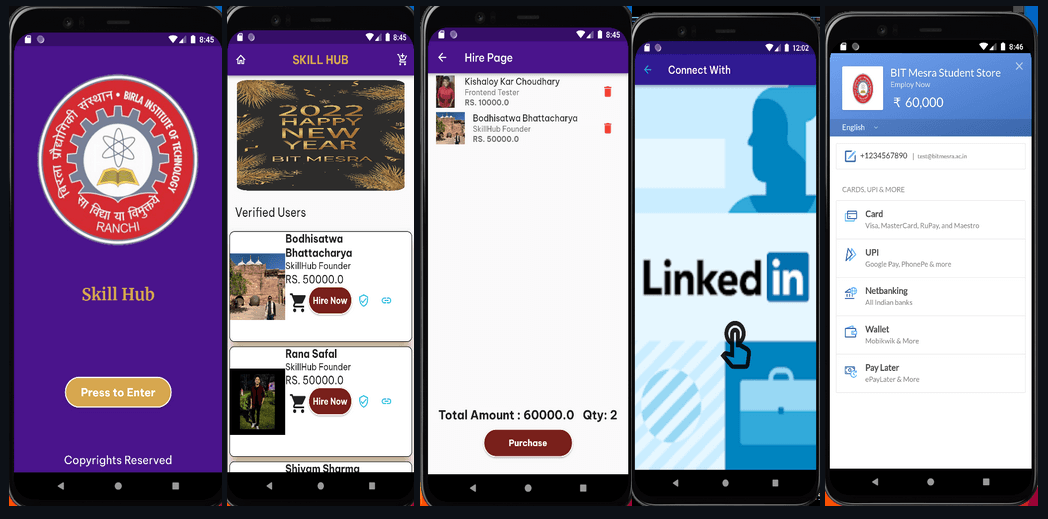 8:45
बिरला प्रौद्योगिकी संस्थान
BIRLA INSTITUTE OF TECHNOLOGY
सा विद्या या विमुक्तये
RANCHI
Skill Hub
Press to Enter
Copyrights Reserved
8:45
SKILL HUB
2022
HAPPY
NEW
YEAR
BIT MESRA
Verified Users
Bodhisatwa
Bhattacharya
SkillHub Founder
RS. 50000.0
Hire Now
Rana Safal
SkillHub Founder
RS. 50000.0
Hire Now
Shivam Sharma
8:45
Hire Page
Kishaloy Kar Choudhary
Frontend Tester
RS. 10000.0
Bodhisatwa Bhattacharya
SkillHub Founder
RS. 50000.0
Total Amount : 60000.0 Qty: 2
Purchase
12:02
Connect With
Linked in
8:46
BIT Mesra Student Store
Employ Now
₹ 60,000
English
+1234567890 | test@bitmesra.ac.in
CARDS, UPI & MORE
Card
Visa, MasterCard, RuPay, and Maestro
UPI
Google Pay, PhonePe & more
Netbanking
All Indian banks
Wallet
Mobikwik & More
Pay Later
ePayLater & More